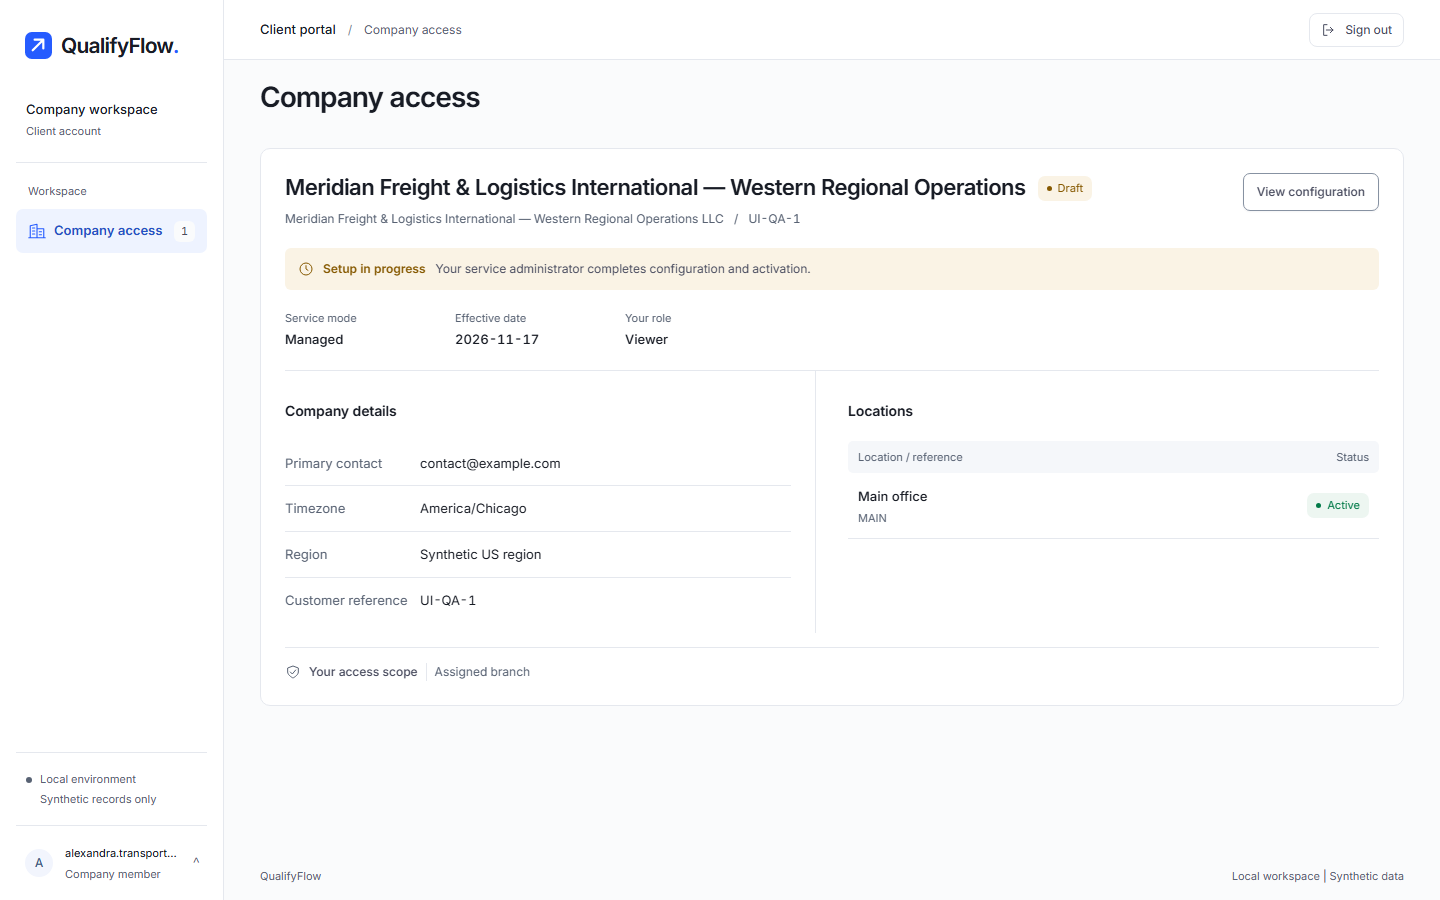 QualifyFlow.
Company workspace
Client account
Workspace
Company access 1
Local environment
Synthetic records only
A
alexandra.transport...
Company member
Client portal / Company access
Sign out
Company access
Meridian Freight & Logistics International — Western Regional Operations
Draft
View configuration
Meridian Freight & Logistics International — Western Regional Operations LLC / UI-QA-1
Setup in progress Your service administrator completes configuration and activation.
Service mode
Managed
Effective date
2026-11-17
Your role
Viewer
Company details
Primary contact contact@example.com
Timezone America/Chicago
Region Synthetic US region
Customer reference UI-QA-1
Locations
Location / reference Status
Main office
MAIN
Active
Your access scope Assigned branch
QualifyFlow
Local workspace | Synthetic data